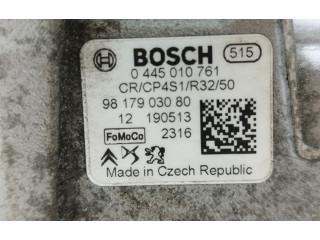 BOSCH 515
0 445 010 761
CR/CP4S1/R32/50
98 179 030 80
12 190513
FoMoCo 2316
Made in Czech Republic